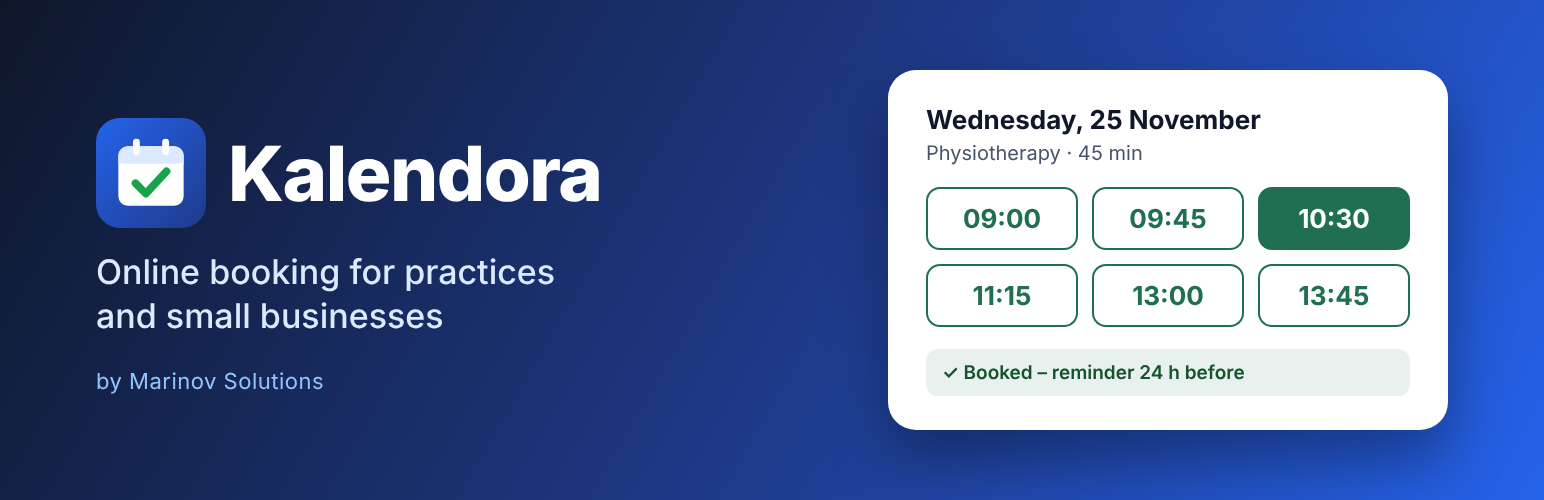 Kalendora
Online booking for practices
and small businesses
by Marinov Solutions
Wednesday, 25 November
Physiotherapy · 45 min
09:00 09:45 10:30
11:15 13:00 13:45
✓ Booked – reminder 24 h before